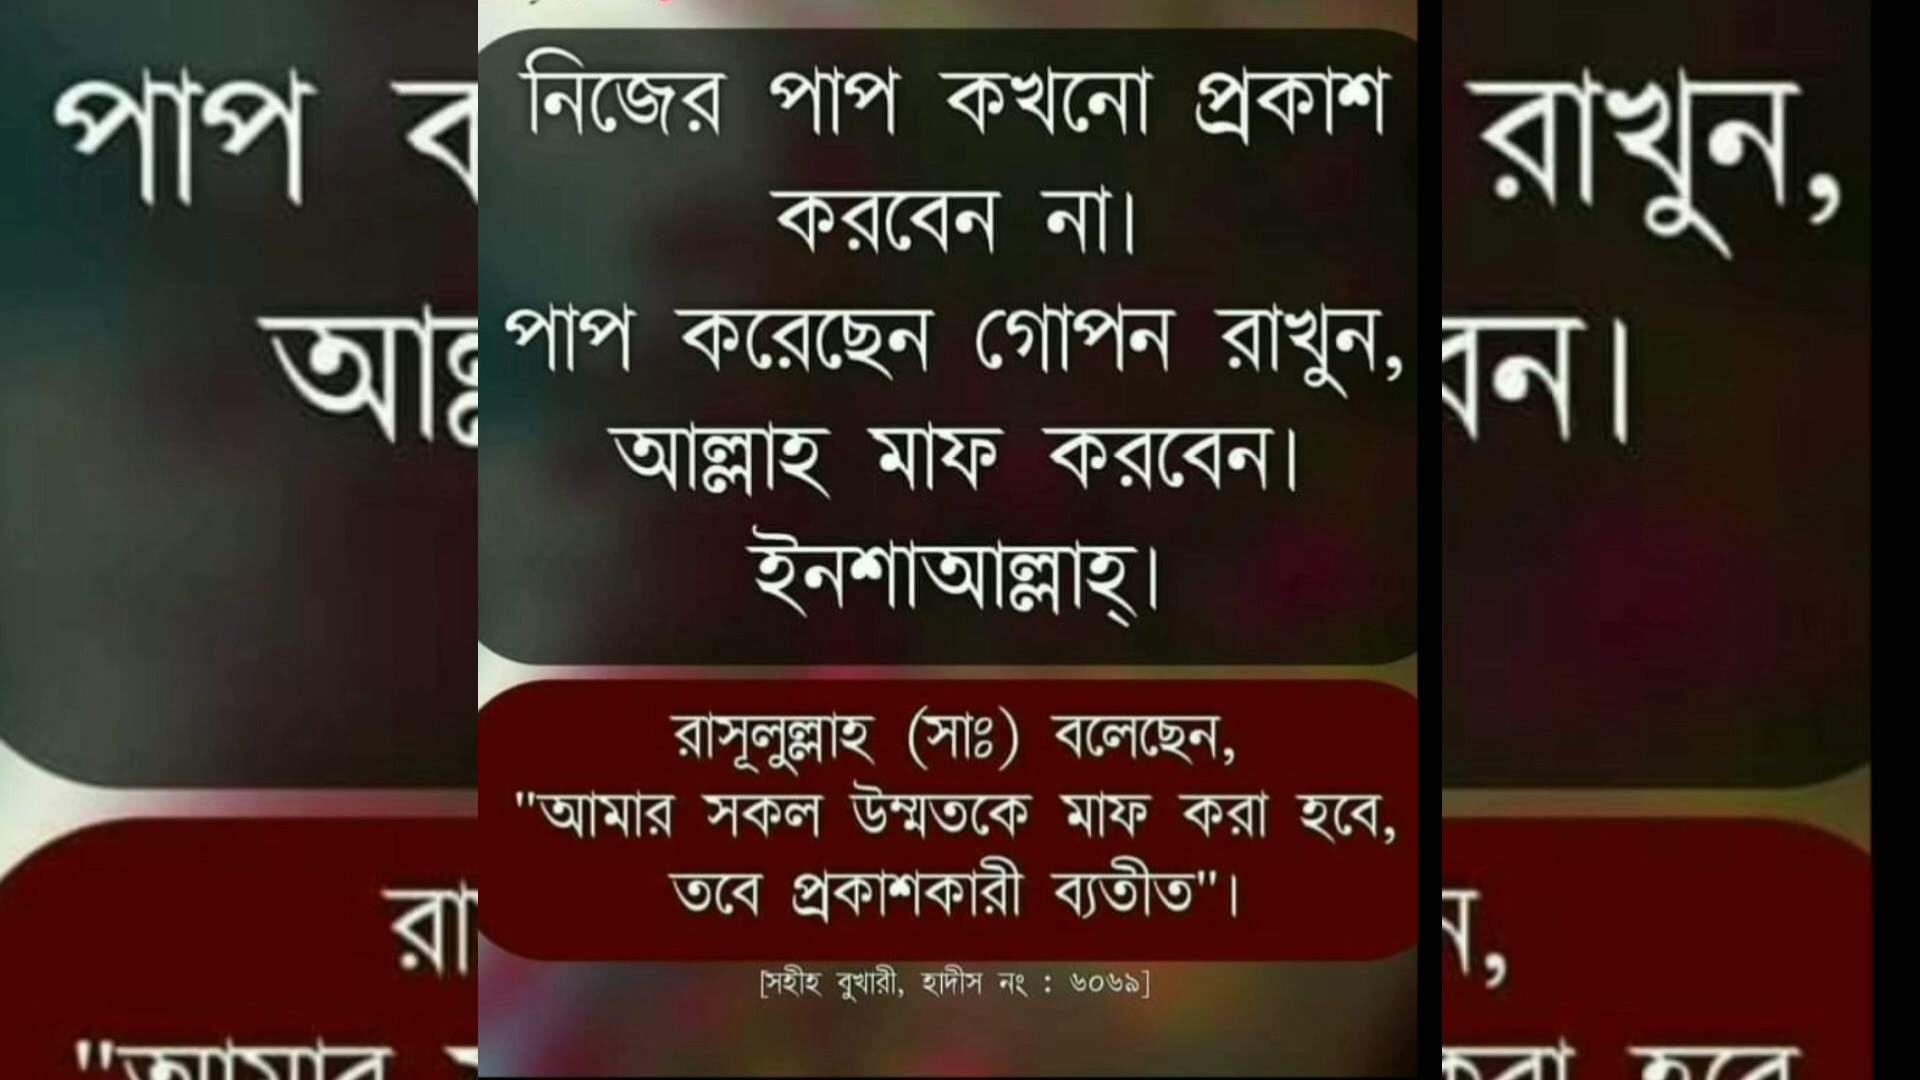 নিজের পাপ কখনো প্রকাশ
করবেন না।
পাপ করেছেন গোপন রাখুন,
আল্লাহ মাফ করবেন।
ইনশাআল্লাহ্।
রাসূলুল্লাহ (সাঃ) বলেছেন,
"আমার সকল উম্মতকে মাফ করা হবে,
তবে প্রকাশকারী ব্যতীত"।
[সহীহ বুখারী, হাদীস নং : ৬০৬৯]